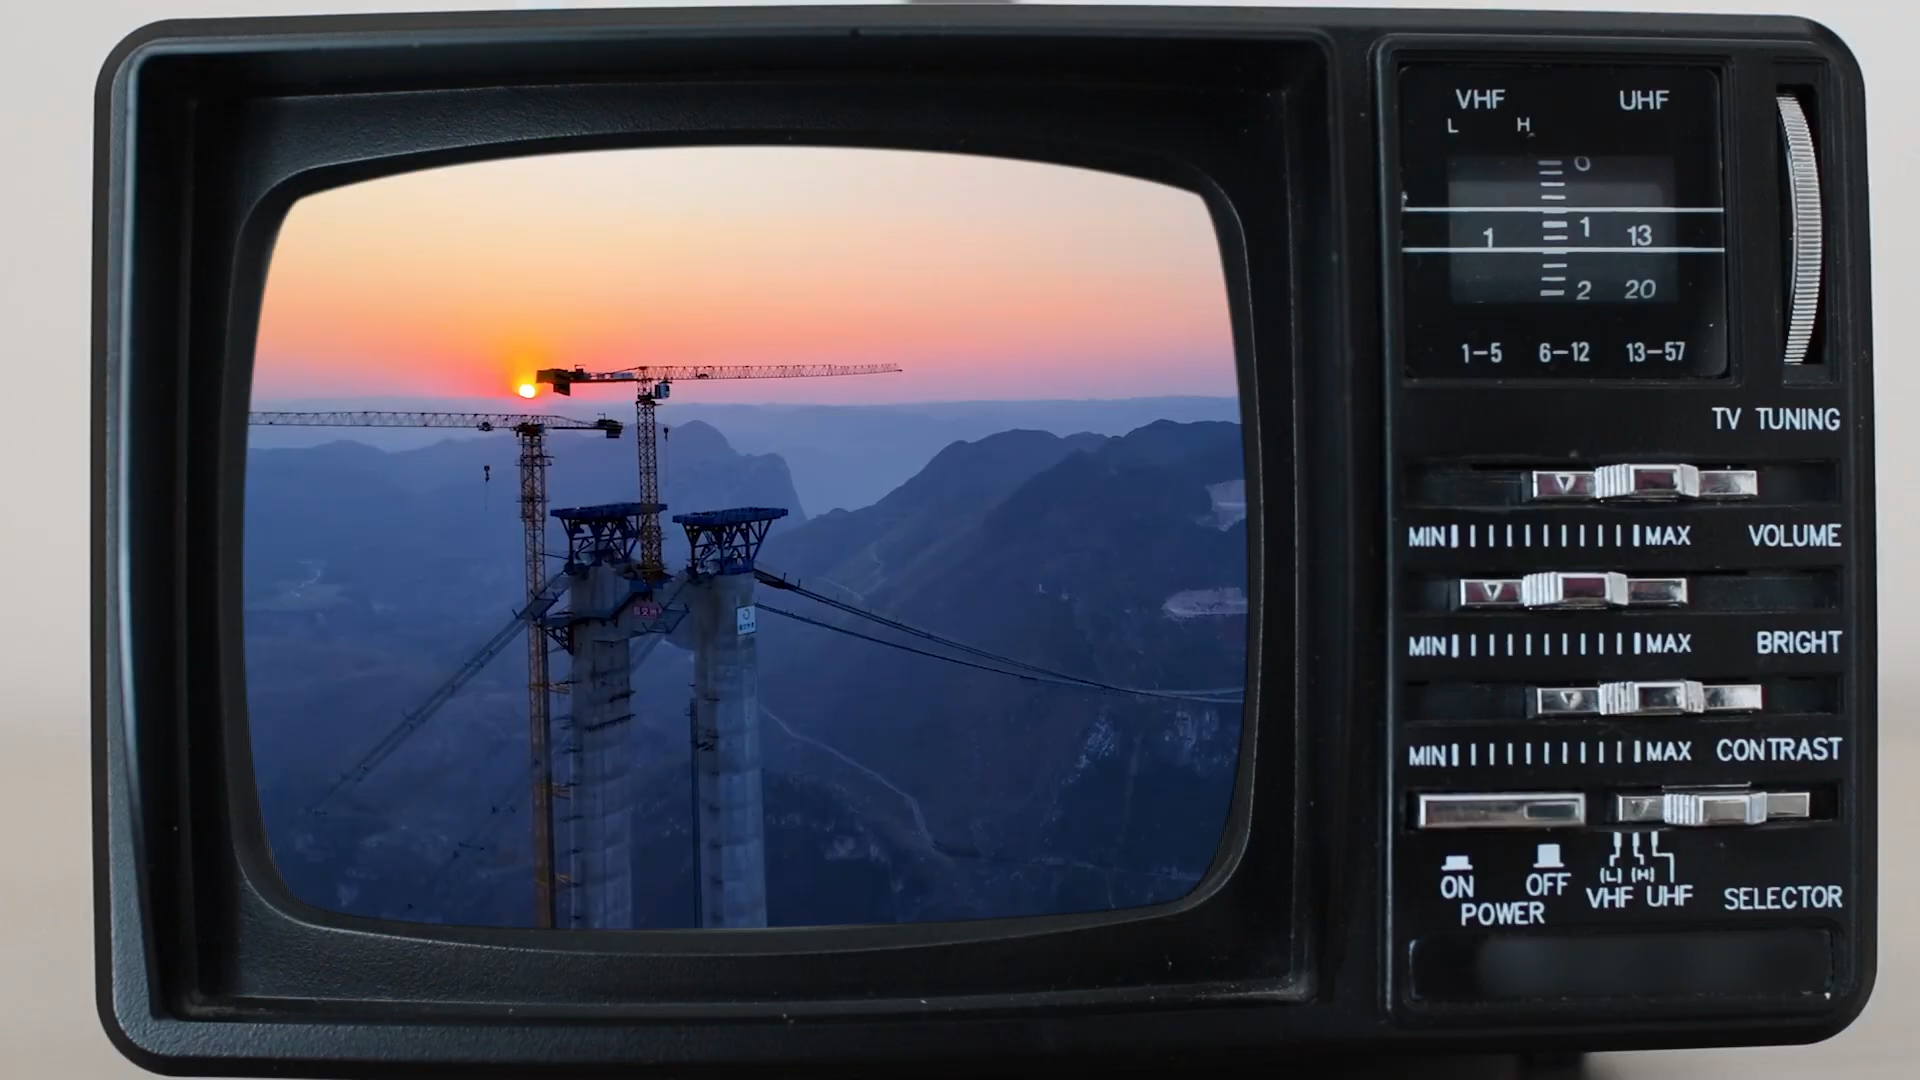 VHF UHF
L H
0
1 1 13
2 20
1-5 6-12 13-57
TV TUNING
MIN MAX VOLUME
MIN MAX BRIGHT
MIN MAX CONTRAST
ON OFF (L) (H)
VHF UHF SELECTOR
POWER